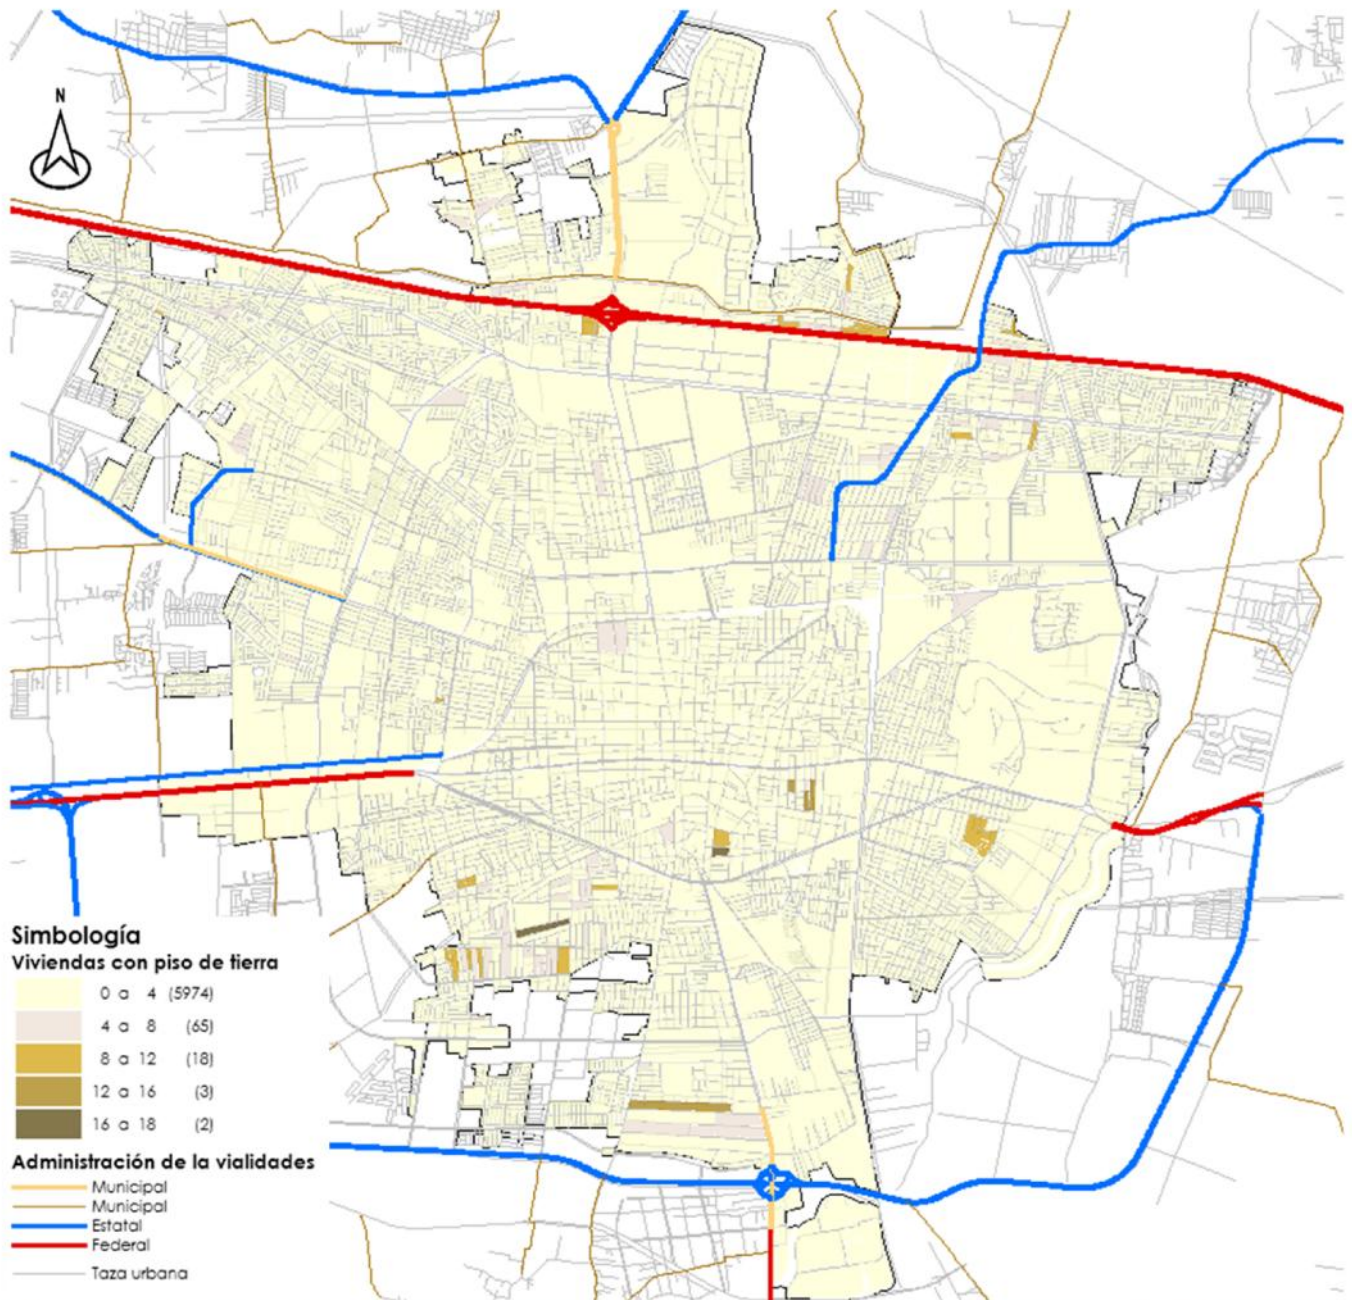 N
Simbología
Viviendas con piso de tierra
0 a 4 (5974)
4 a 8 (65)
8 a 12 (18)
12 a 16 (3)
16 a 18 (2)
Administración de la vialidades
Municipal
Municipal
Estatal
Federal
Taza urbana